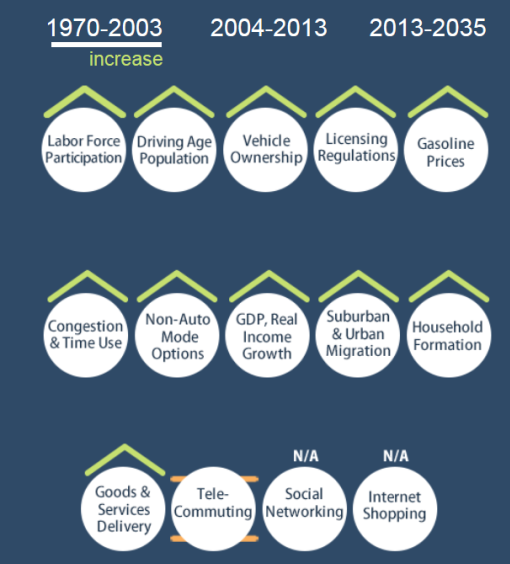 1970-2003 2004-2013 2013-2035
increase
Labor Force
Participation
Driving Age
Population
Vehicle
Ownership
Licensing
Regulations
Gasoline
Prices
Congestion
& Time Use
Non-Auto
Mode
Options
GDP, Real
Income
Growth
Suburban
& Urban
Migration
Household
Formation
Goods &
Services
Delivery
Tele-
Commuting
N/A
Social
Networking
N/A
Internet
Shopping